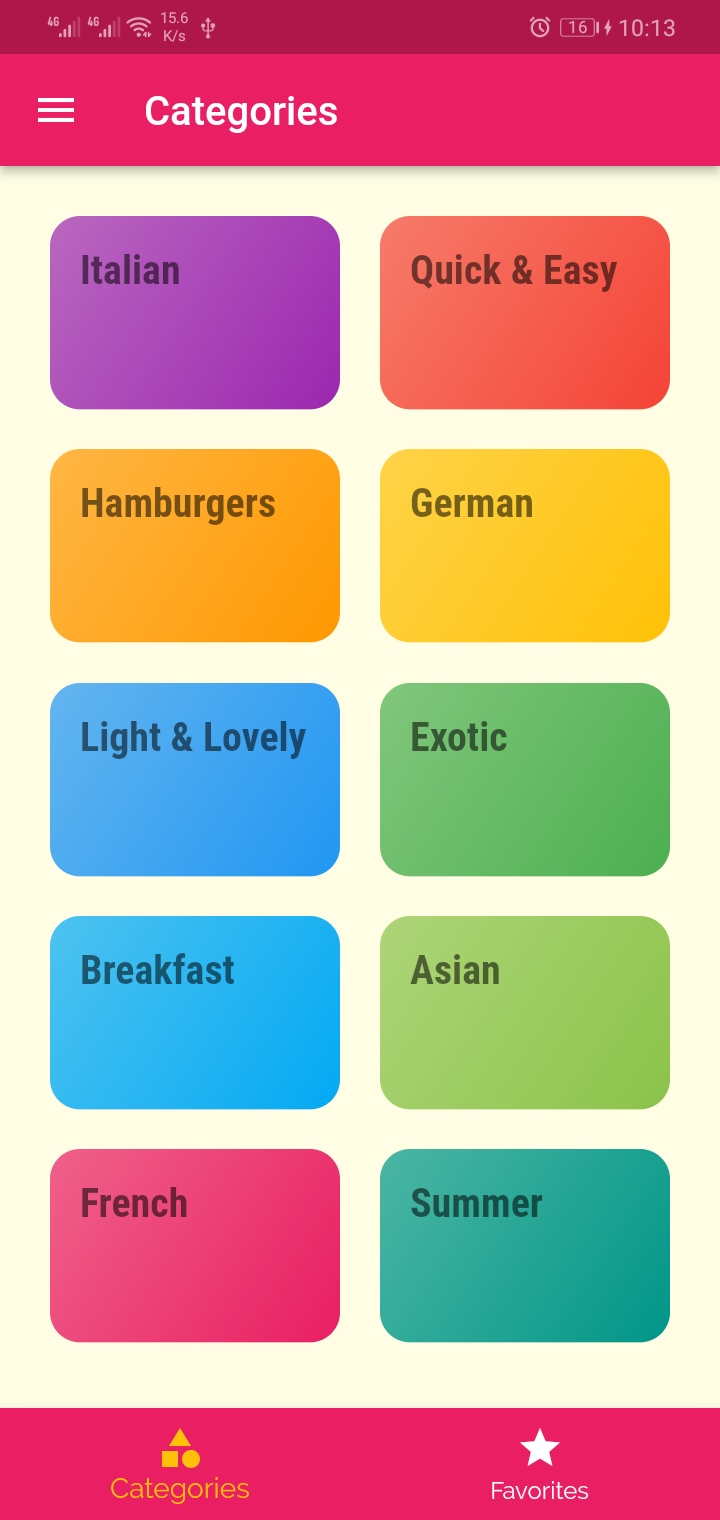 4G 4G 15.6 K/s 16 10:13
Categories
Italian
Quick & Easy
Hamburgers
German
Light & Lovely
Exotic
Breakfast
Asian
French
Summer
Categories
Favorites